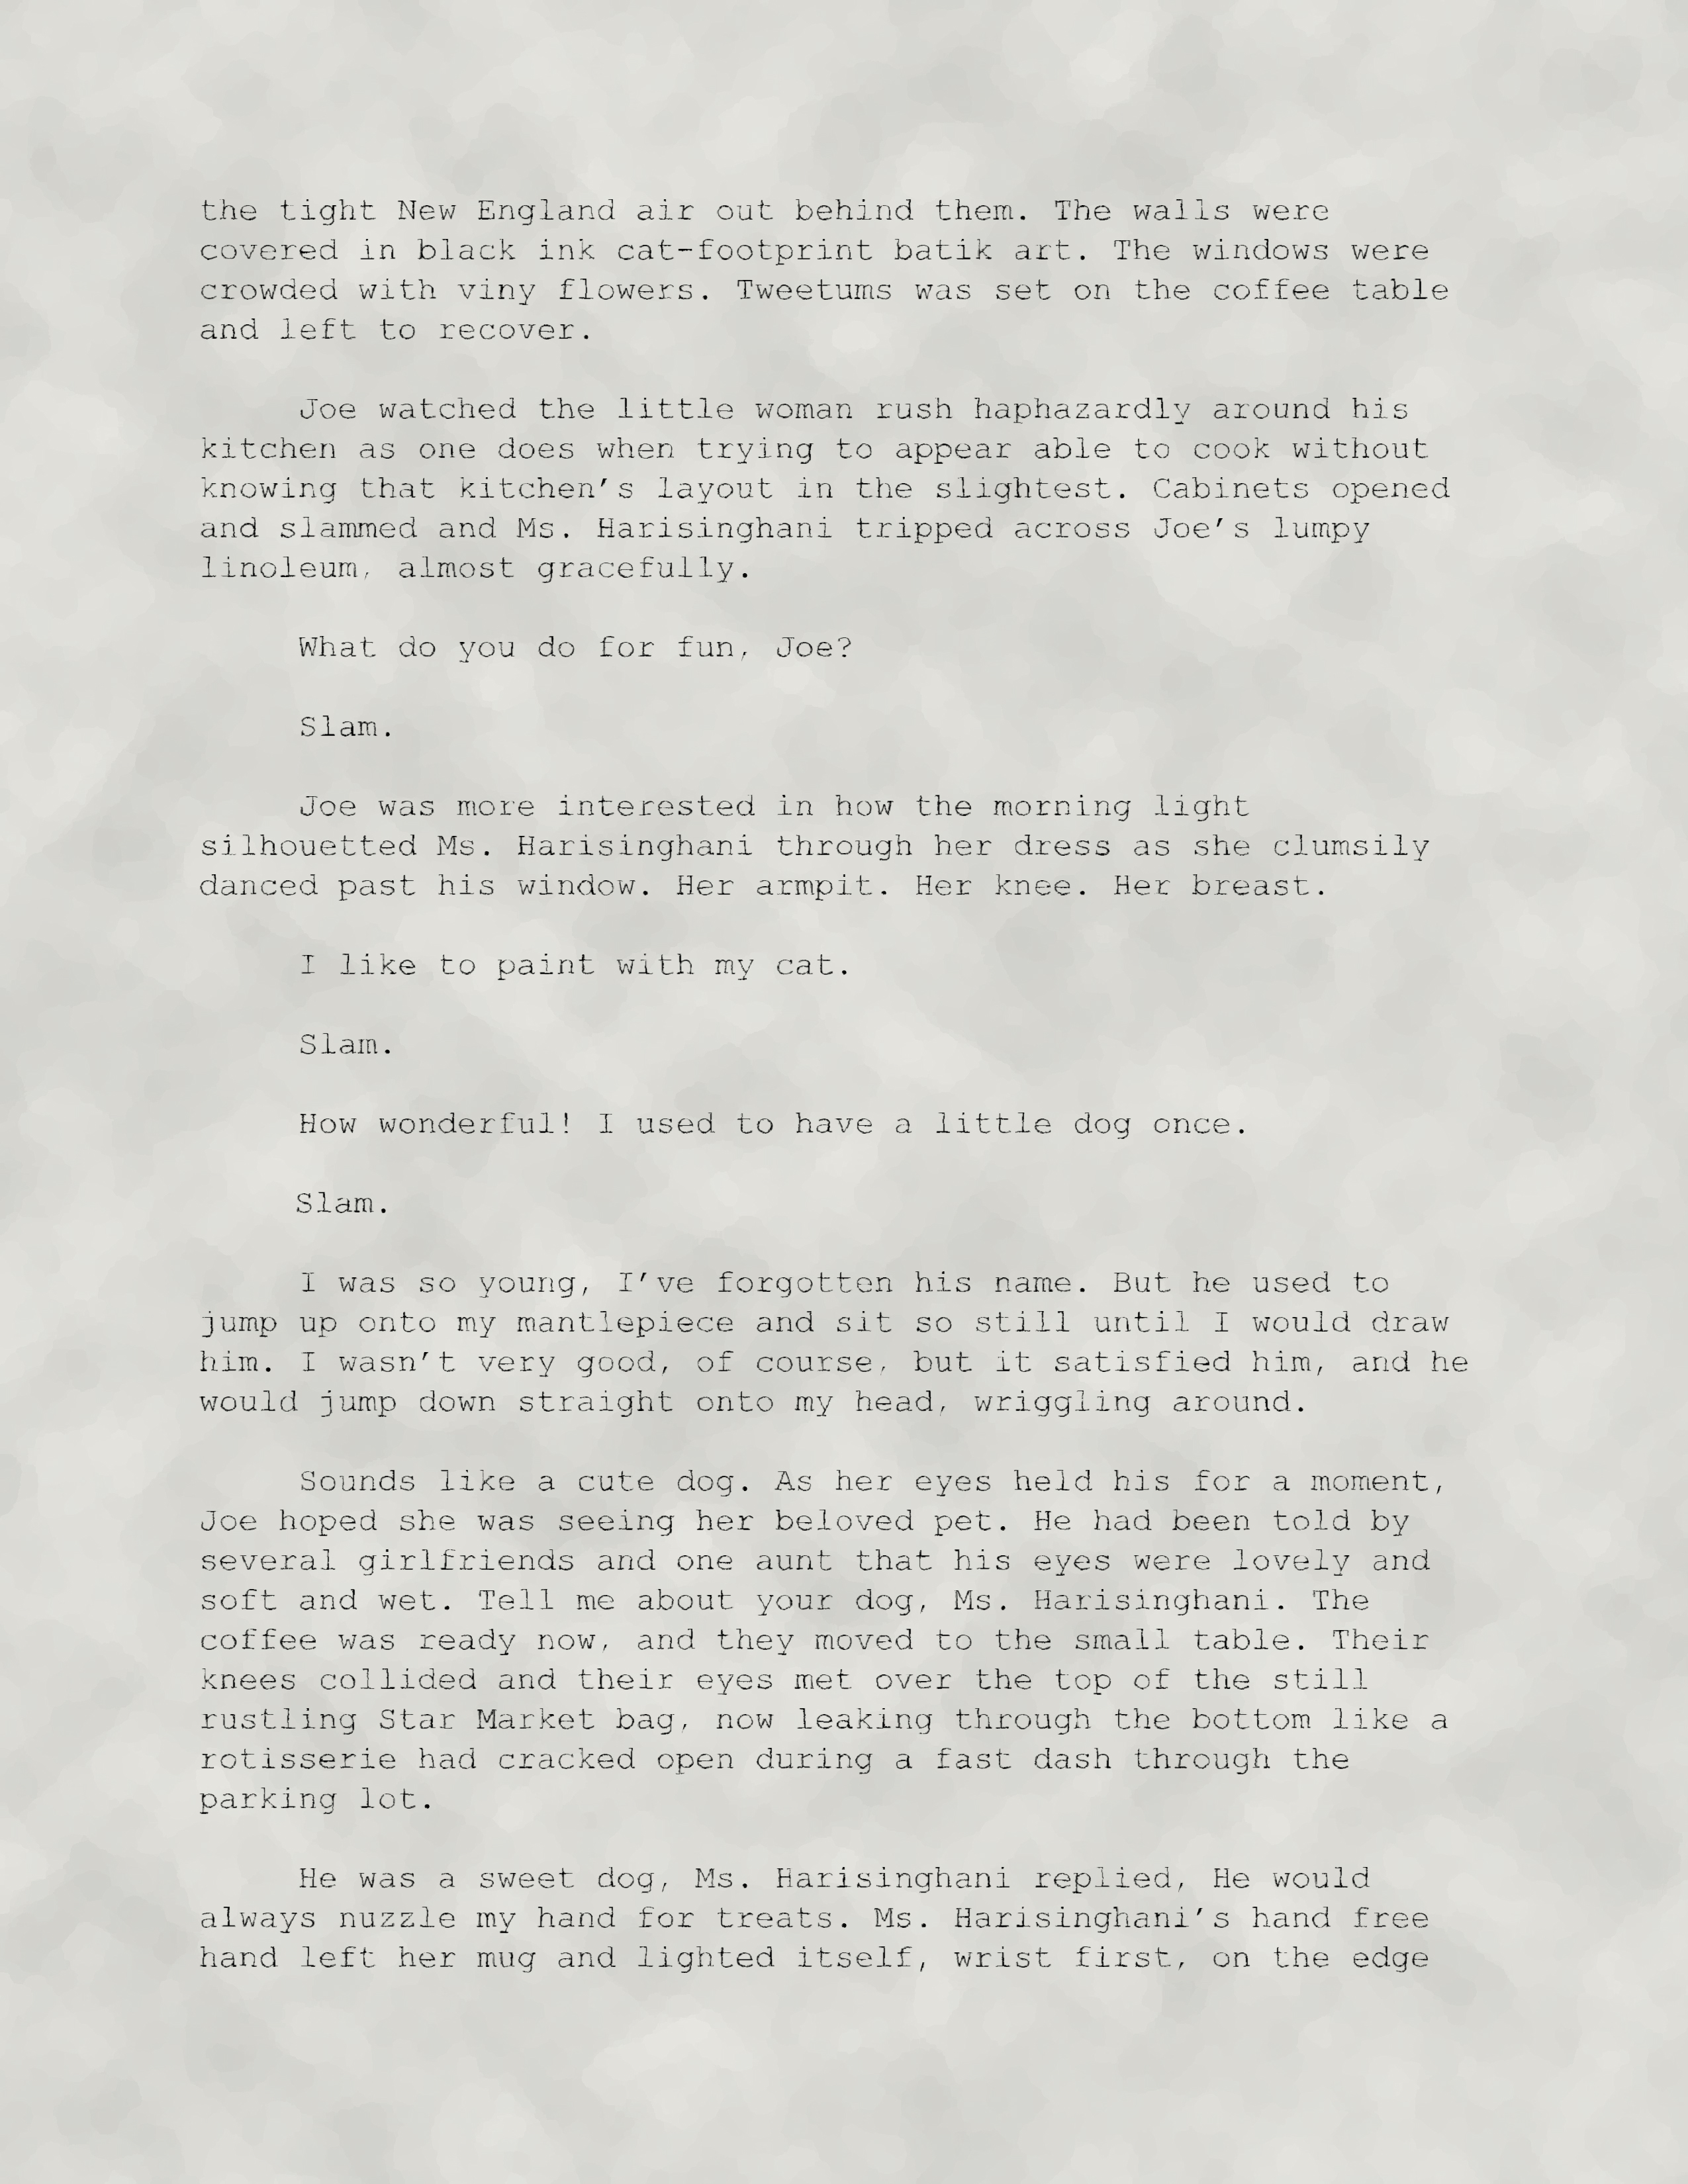 the tight New England air out behind them. The walls were
covered in black ink cat-footprint batik art. The windows were
crowded with viny flowers. Tweetums was set on the coffee table
and left to recover.
Joe watched the little woman rush haphazardly around his
kitchen as one does when trying to appear able to cook without
knowing that kitchen’s layout in the slightest. Cabinets opened
and slammed and Ms. Harisinghani tripped across Joe’s lumpy
linoleum, almost gracefully.
What do you do for fun, Joe?
Slam.
Joe was more interested in how the morning light
silhouetted Ms. Harisinghani through her dress as she clumsily
danced past his window. Her armpit. Her knee. Her breast.
I like to paint with my cat.
Slam.
How wonderful! I used to have a little dog once.
Slam.
I was so young, I’ve forgotten his name. But he used to
jump up onto my mantlepiece and sit so still until I would draw
him. I wasn’t very good, of course, but it satisfied him, and he
would jump down straight onto my head, wriggling around.
Sounds like a cute dog. As her eyes held his for a moment,
Joe hoped she was seeing her beloved pet. He had been told by
several girlfriends and one aunt that his eyes were lovely and
soft and wet. Tell me about your dog, Ms. Harisinghani. The
coffee was ready now, and they moved to the small table. Their
knees collided and their eyes met over the top of the still
rustling Star Market bag, now leaking through the bottom like a
rotisserie had cracked open during a fast dash through the
parking lot.
He was a sweet dog, Ms. Harisinghani replied, He would
always nuzzle my hand for treats. Ms. Harisinghani’s hand free
hand left her mug and lighted itself, wrist first, on the edge